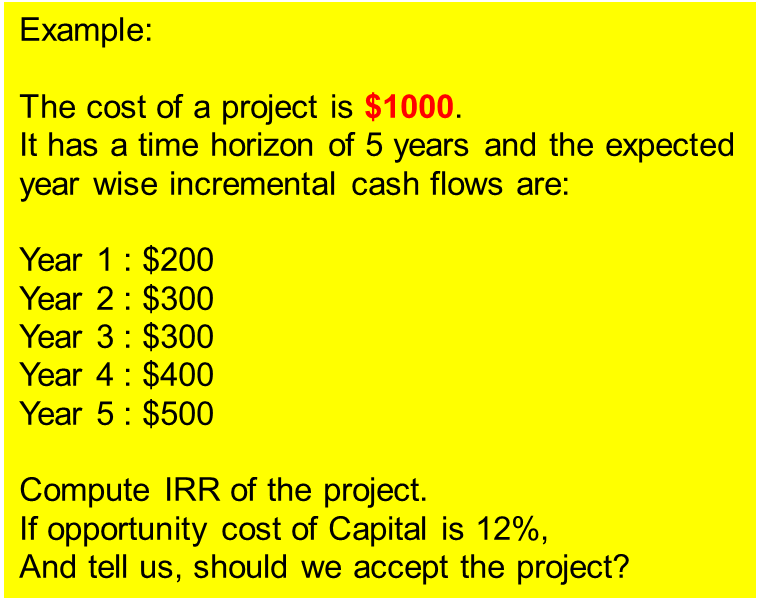 Example:
The cost of a project is $1000.
It has a time horizon of 5 years and the expected
year wise incremental cash flows are:
Year 1 : $200
Year 2 : $300
Year 3 : $300
Year 4 : $400
Year 5 : $500
Compute IRR of the project.
If opportunity cost of Capital is 12%,
And tell us, should we accept the project?